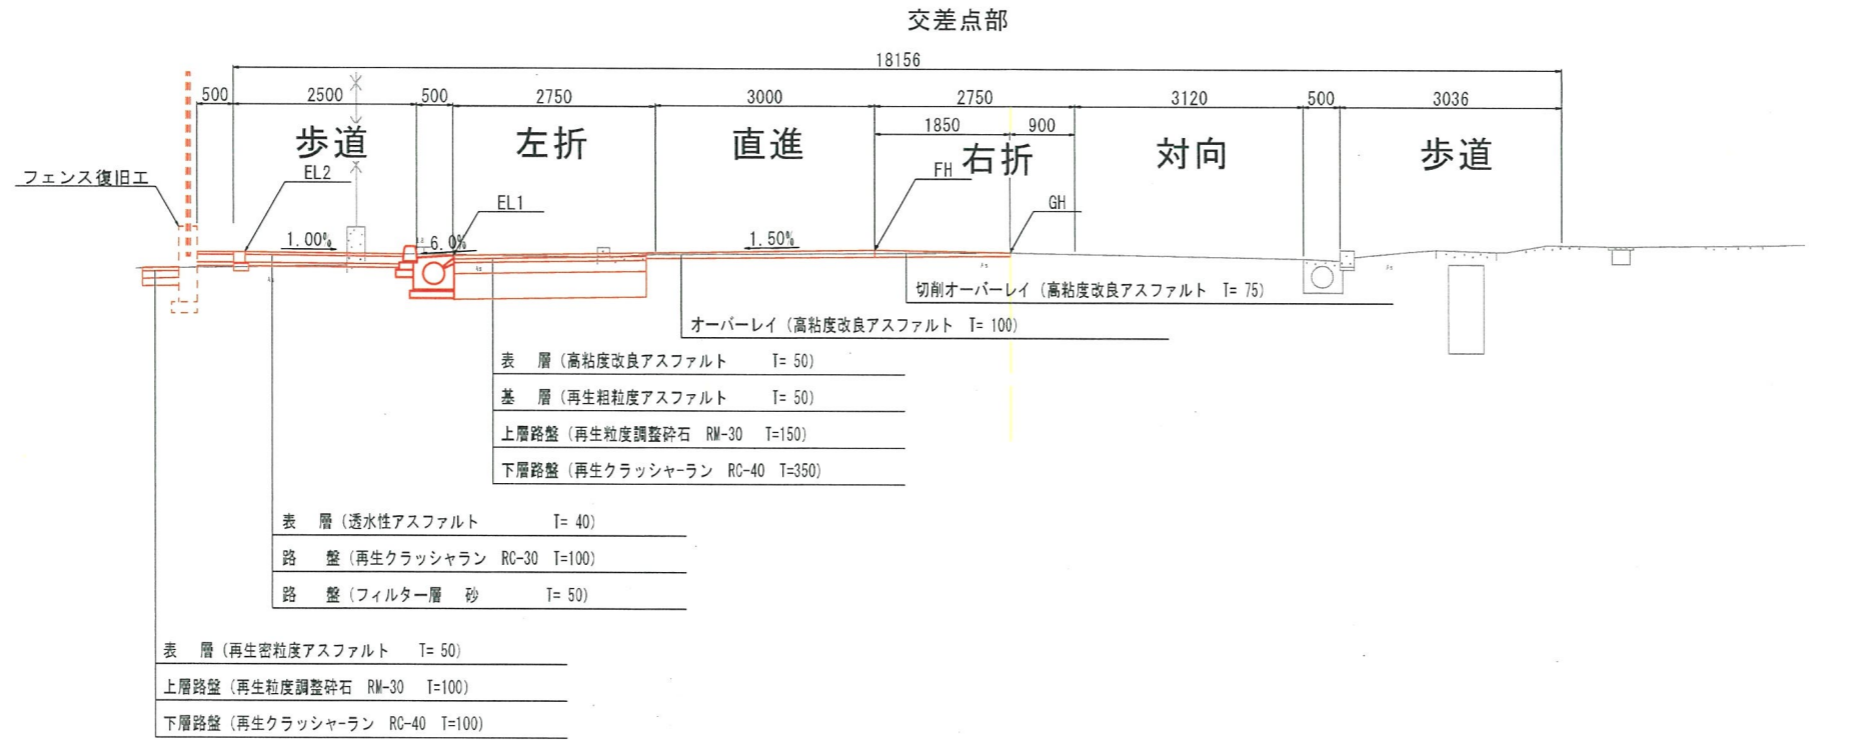 交差点部
18156
500 2500 500 2750 3000 2750 3120 500 3036
1850 900
歩道 左折 直進 右折 対向 歩道
フェンス復旧工
EL2
FH
EL1
GH
1.00%
6.0%
1.50%
切削オーバーレイ (高粘度改良アスファルト T= 75)
オーバーレイ (高粘度改良アスファルト T= 100)
表 層 (高粘度改良アスファルト T= 50)
基 層 (再生粗粒度アスファルト T= 50)
上層路盤 (再生粒度調整砕石 RM-30 T=150)
下層路盤 (再生クラッシャーラン RC-40 T=350)
表 層 (透水性アスファルト T= 40)
路 盤 (再生クラッシャラン RC-30 T=100)
路 盤 (フィルター層 砂 T= 50)
表 層 (再生密粒度アスファルト T= 50)
上層路盤 (再生粒度調整砕石 RM-30 T=100)
下層路盤 (再生クラッシャーラン RC-40 T=100)